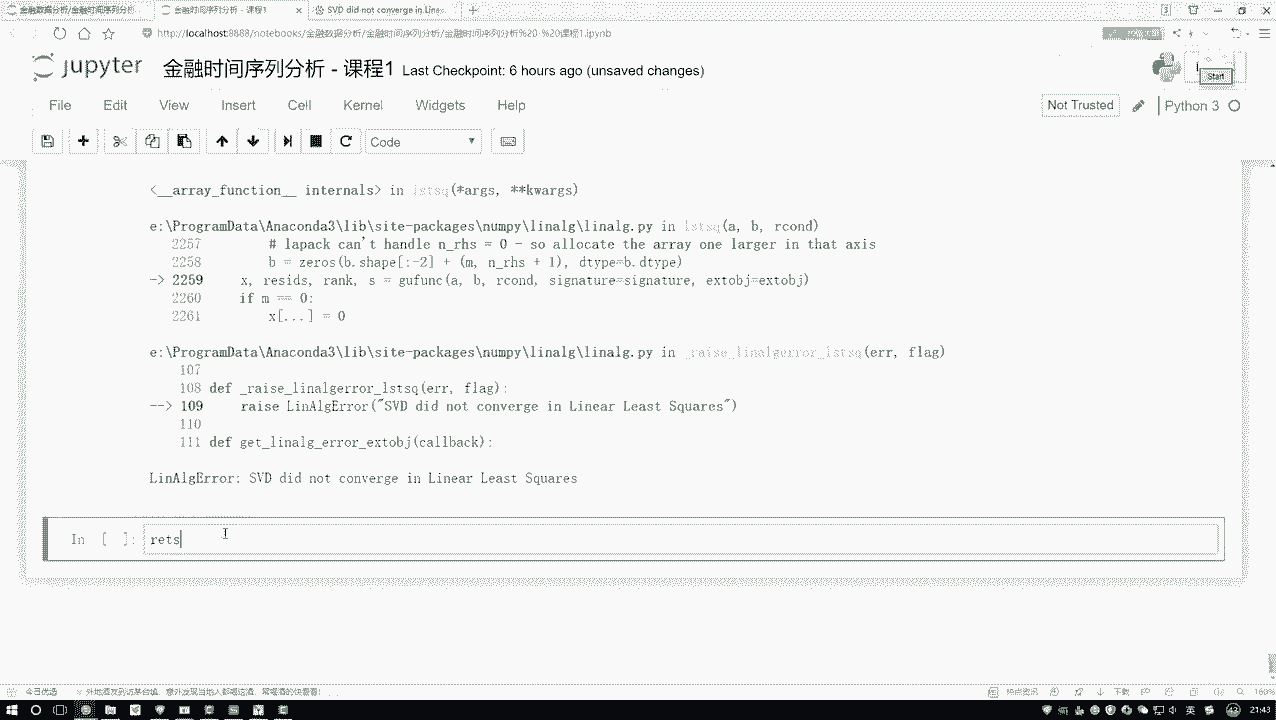 金融数据分析/金融时间序列分析
金融时间序列分析 - 课程1
SVD did not converge in Line
http://localhost:8888/notebooks/金融数据分析/金融时间序列分析/金融时间序列分析%20-%20课程1.ipynb
jupyter 金融时间序列分析 - 课程1 Last Checkpoint: 6 hours ago (unsaved changes)
Start
File Edit View Insert Cell Kernel Widgets Help
Not Trusted Python 3
Code
<__array_function__ internals> in lstsq(*args, **kwargs)
e:\ProgramData\Anaconda3\lib\site-packages\numpy\linalg\linalg.py in lstsq(a, b, rcond)
2257 # lapack can't handle n_rhs = 0 - so allocate the array one larger in that axis
2258 b = zeros(b.shape[:-2] + (m, n_rhs + 1), dtype=b.dtype)
-> 2259 x, resids, rank, s = gufunc(a, b, rcond, signature=signature, extobj=extobj)
2260 if m == 0:
2261 x[...] = 0
e:\ProgramData\Anaconda3\lib\site-packages\numpy\linalg\linalg.py in _raise_linalgerror_lstsq(err, flag)
107
108 def _raise_linalgerror_lstsq(err, flag):
--> 109 raise LinAlgError("SVD did not converge in Linear Least Squares")
110
111 def get_linalg_error_extobj(callback):
LinAlgError: SVD did not converge in Linear Least Squares
In [ ]: rets
今日优选
热点资讯 下载 160%
英 21:43